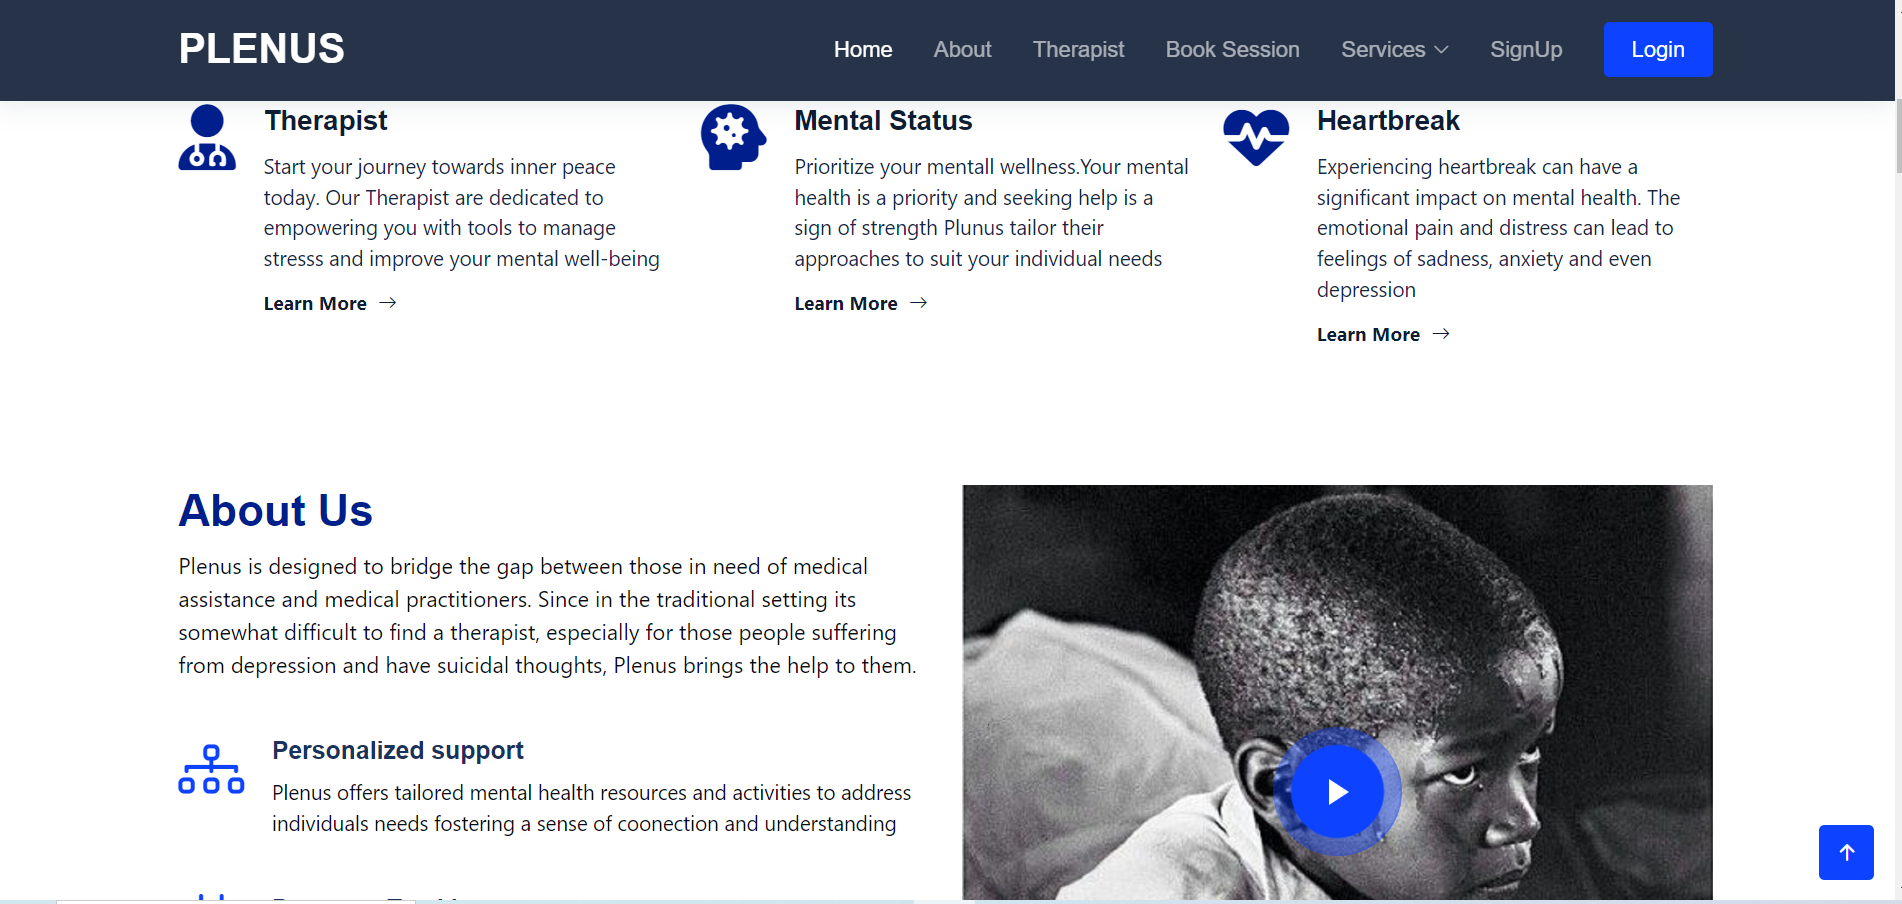 PLENUS
Home About Therapist Book Session Services SignUp Login
Therapist
Start your journey towards inner peace
today. Our Therapist are dedicated to
empowering you with tools to manage
stresss and improve your mental well-being
Learn More
Mental Status
Prioritize your mentall wellness.Your mental
health is a priority and seeking help is a
sign of strength Plunus tailor their
approaches to suit your individual needs
Learn More
Heartbreak
Experiencing heartbreak can have a
significant impact on mental health. The
emotional pain and distress can lead to
feelings of sadness, anxiety and even
depression
Learn More
About Us
Plenus is designed to bridge the gap between those in need of medical
assistance and medical practitioners. Since in the traditional setting its
somewhat difficult to find a therapist, especially for those people suffering
from depression and have suicidal thoughts, Plenus brings the help to them.
Personalized support
Plenus offers tailored mental health resources and activities to address
individuals needs fostering a sense of coonection and understanding